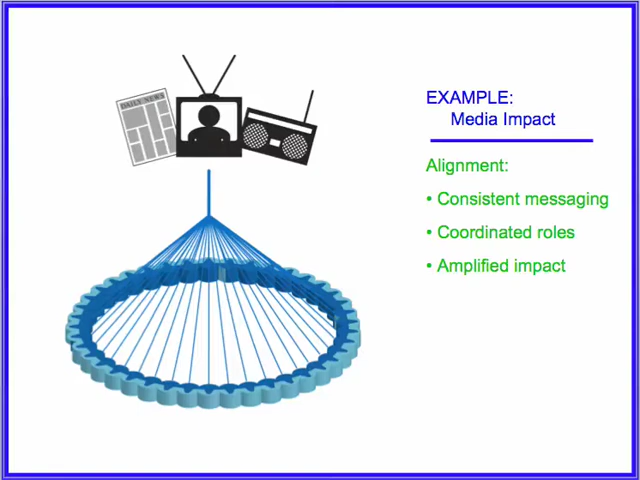 DAILY NEWS
EXAMPLE:
Media Impact
Alignment:
• Consistent messaging
• Coordinated roles
• Amplified impact